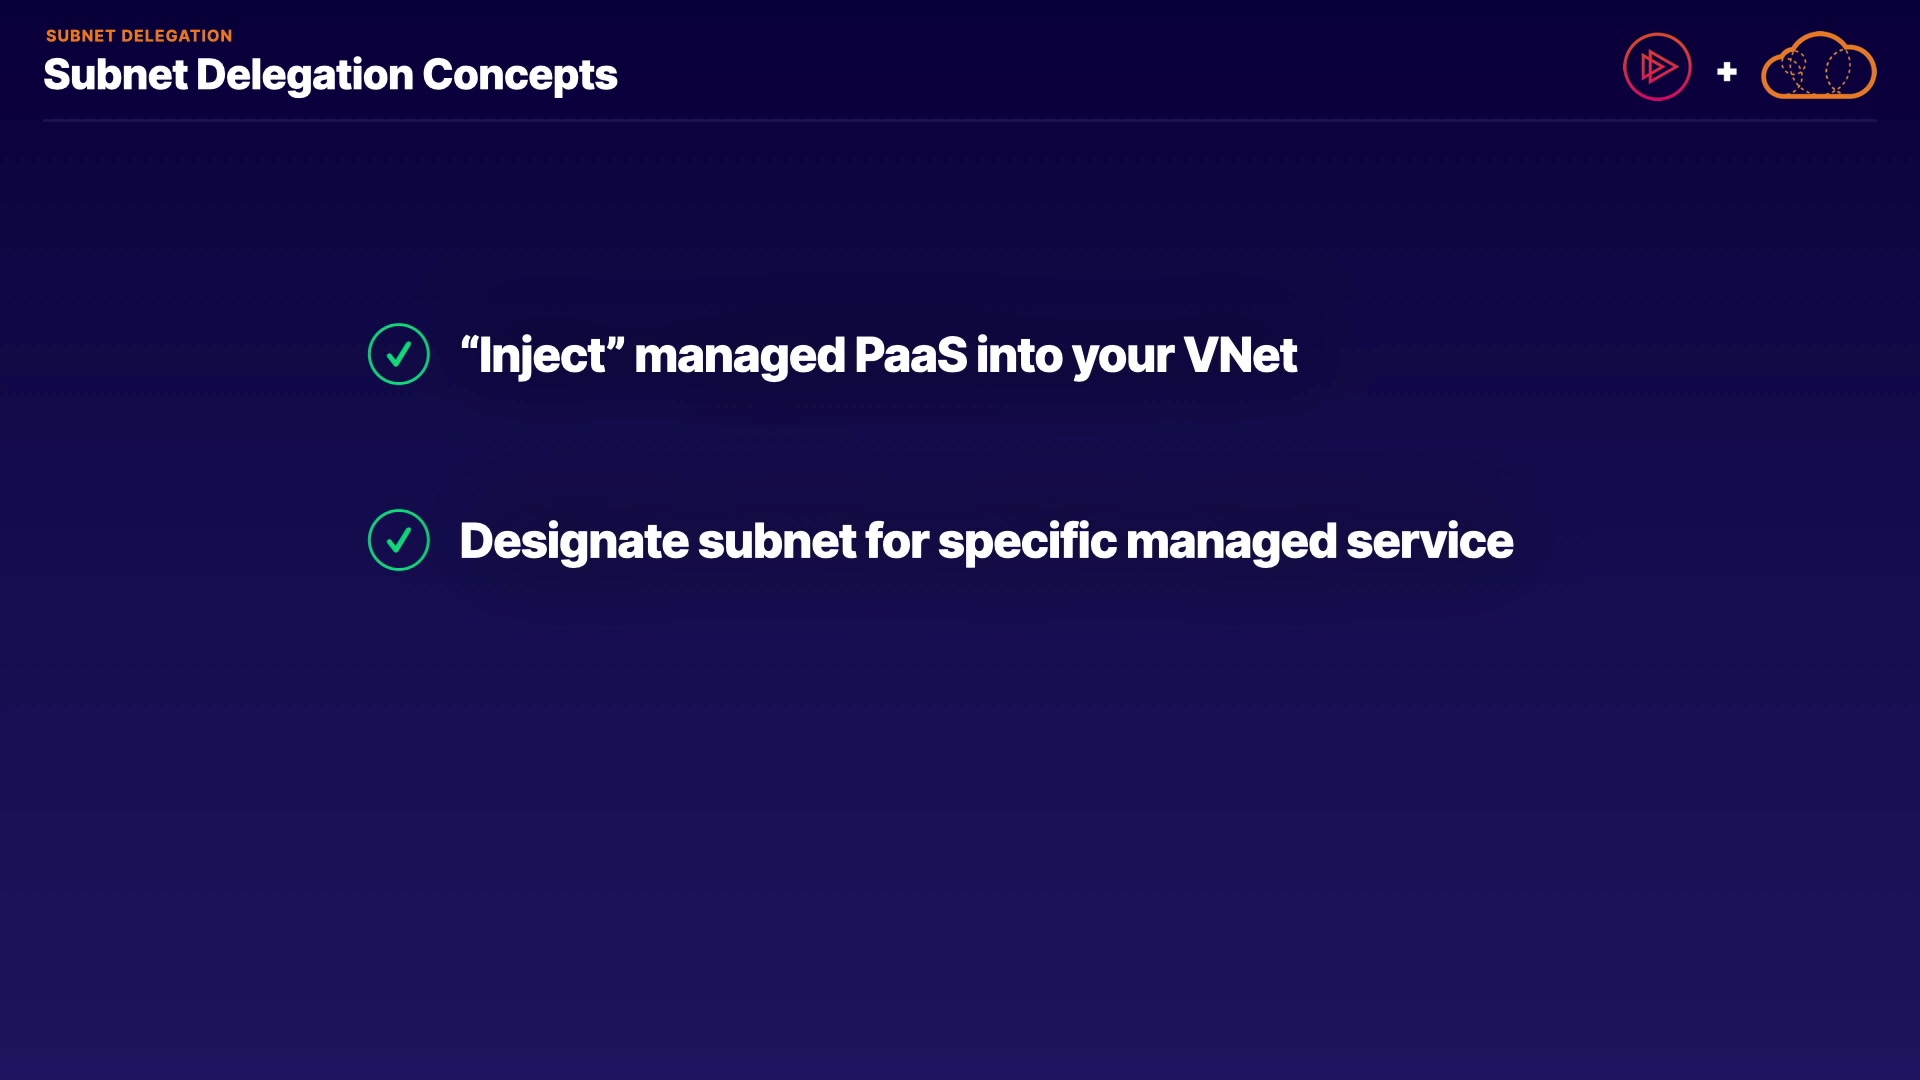 SUBNET DELEGATION
Subnet Delegation Concepts
“Inject” managed PaaS into your VNet
Designate subnet for specific managed service